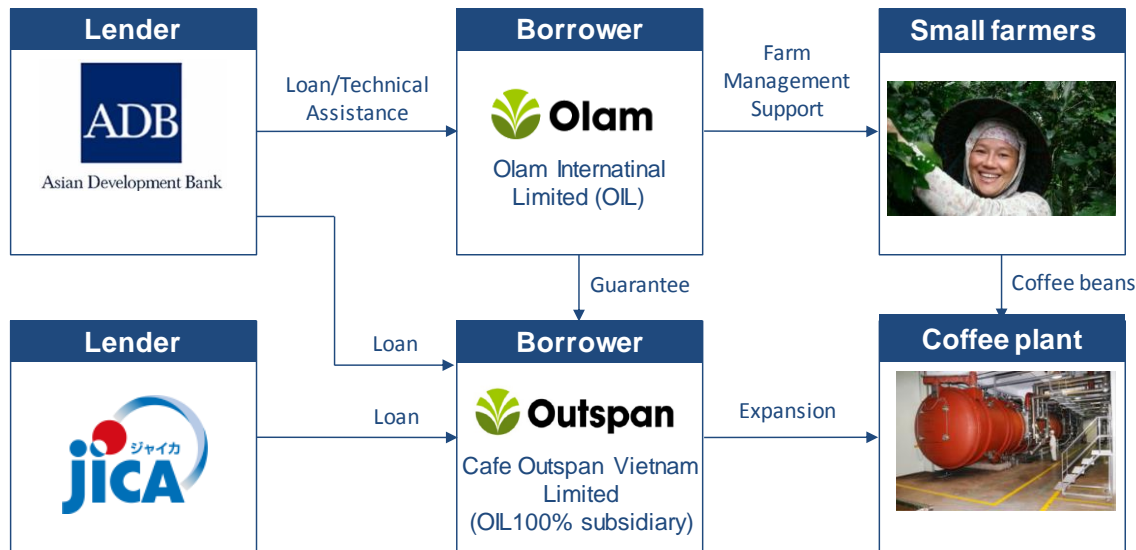 Lender
ADB
Asian Development Bank
Loan/Technical
Assistance
Borrower
Olam
Olam Internatinal
Limited (OIL)
Farm
Management
Support
Small farmers
Guarantee
Coffee beans
Lender
ジャイカ
jICA
Loan
Loan
Borrower
Outspan
Cafe Outspan Vietnam
Limited
(OIL100% subsidiary)
Expansion
Coffee plant